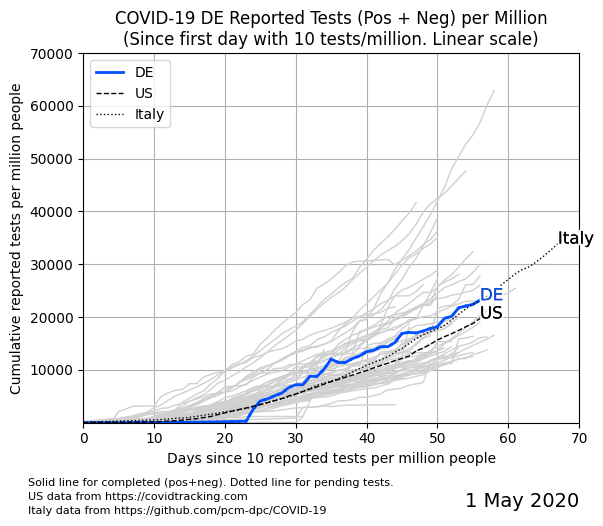 COVID-19 DE Reported Tests (Pos + Neg) per Million
(Since first day with 10 tests/million. Linear scale)
70000
60000
50000
40000
30000
20000
10000
Cumulative reported tests per million people
DE
US
Italy
Italy
DE
US
0 10 20 30 40 50 60 70
Days since 10 reported tests per million people
Solid line for completed (pos+neg). Dotted line for pending tests.
US data from https://covidtracking.com
Italy data from https://github.com/pcm-dpc/COVID-19
1 May 2020